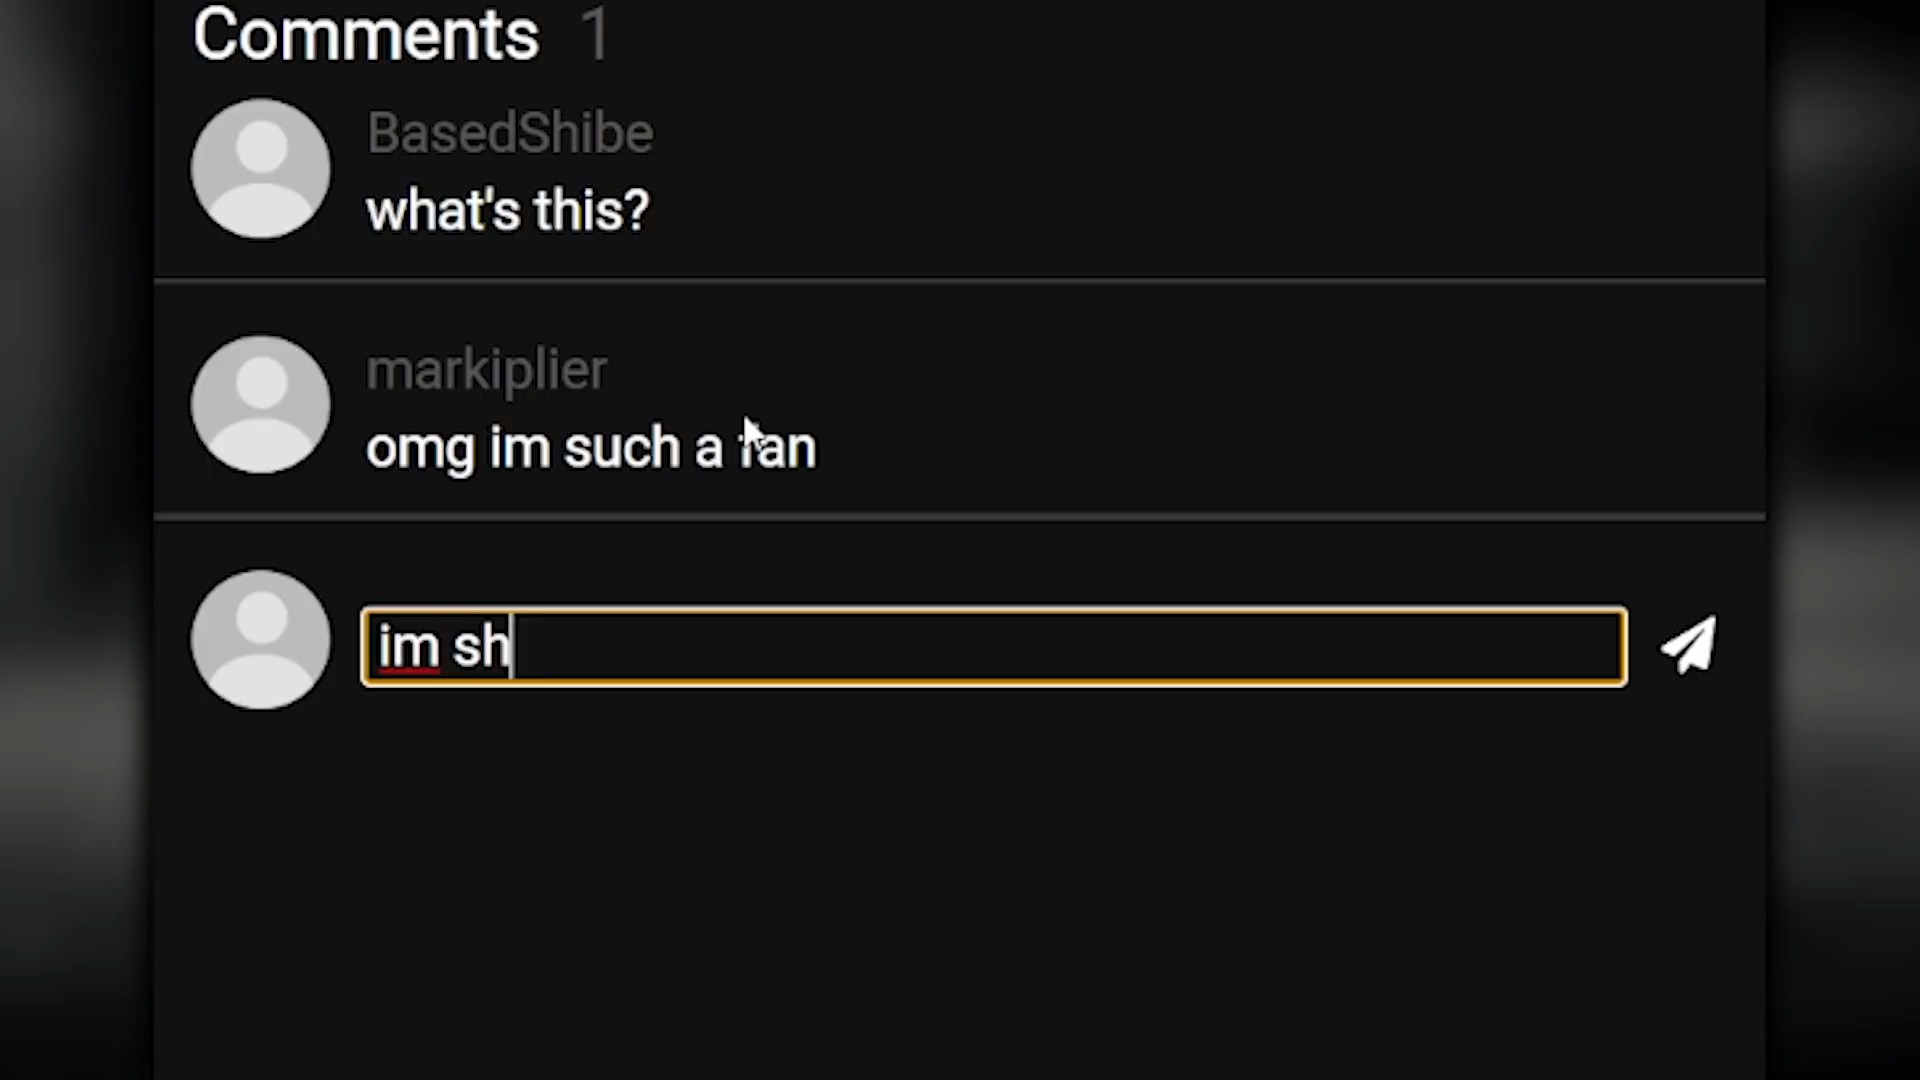 Comments 1
BasedShibe
what's this?
markiplier
omg im such a fan
im sh